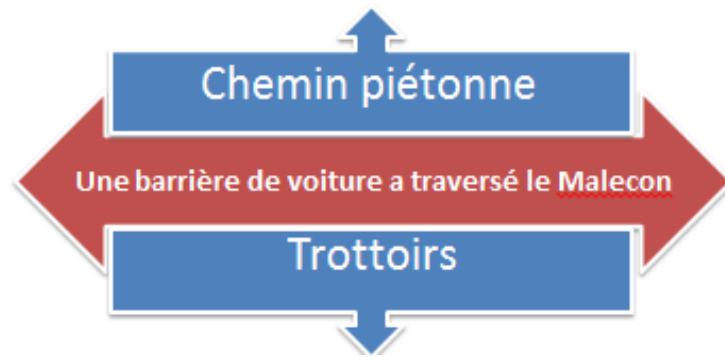 Chemin piétonne
Une barrière de voiture a traversé le Malecon
Trottoirs